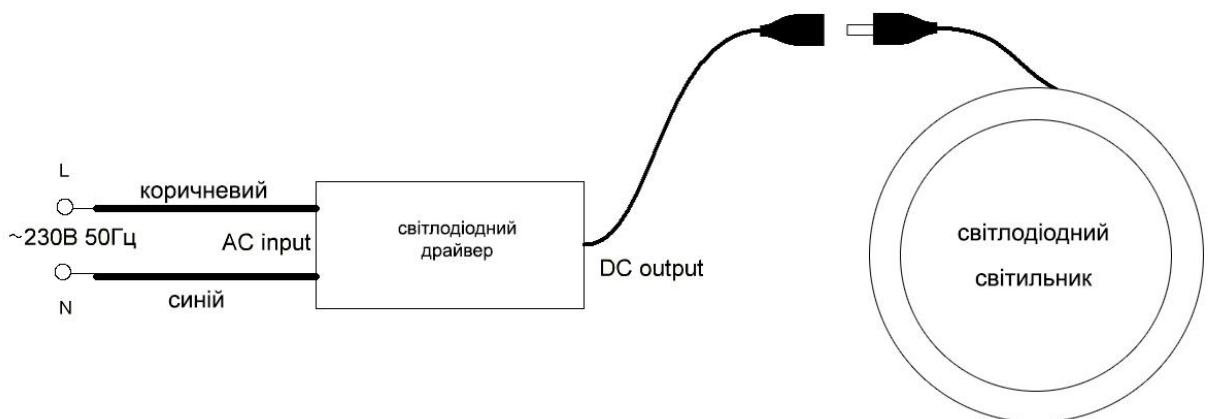 L
коричневий
~230В 50Гц
AC input
N
синій
світлодіодний
драйвер
DC output
світлодіодний
світильник